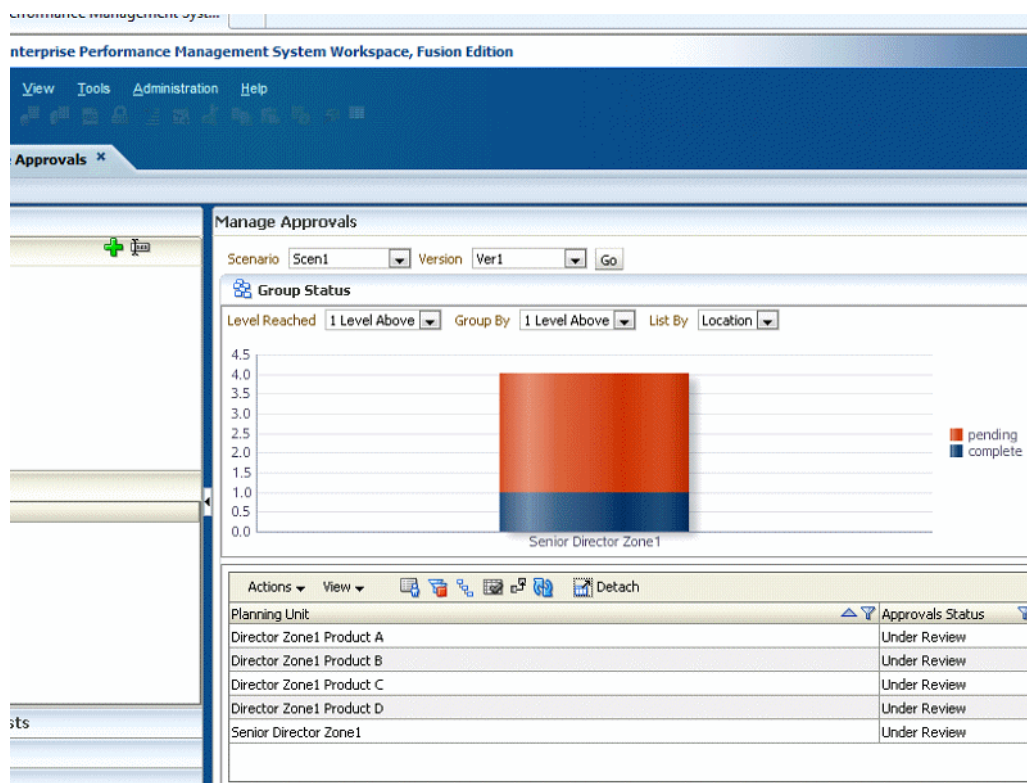 erformance Management Syst...
nterprise Performance Management System Workspace, Fusion Edition
View Tools Administration Help
Approvals ×
Manage Approvals
Scenario Scen1 Version Ver1 Go
Group Status
Level Reached 1 Level Above Group By 1 Level Above List By Location
4.5
4.0
3.5
3.0
2.5
2.0
1.5
1.0
0.5
0.0
pending
complete
Senior Director Zone1
Actions View Detach
Planning Unit Approvals Status
Director Zone1 Product A Under Review
Director Zone1 Product B Under Review
Director Zone1 Product C Under Review
Director Zone1 Product D Under Review
Senior Director Zone1 Under Review
sts